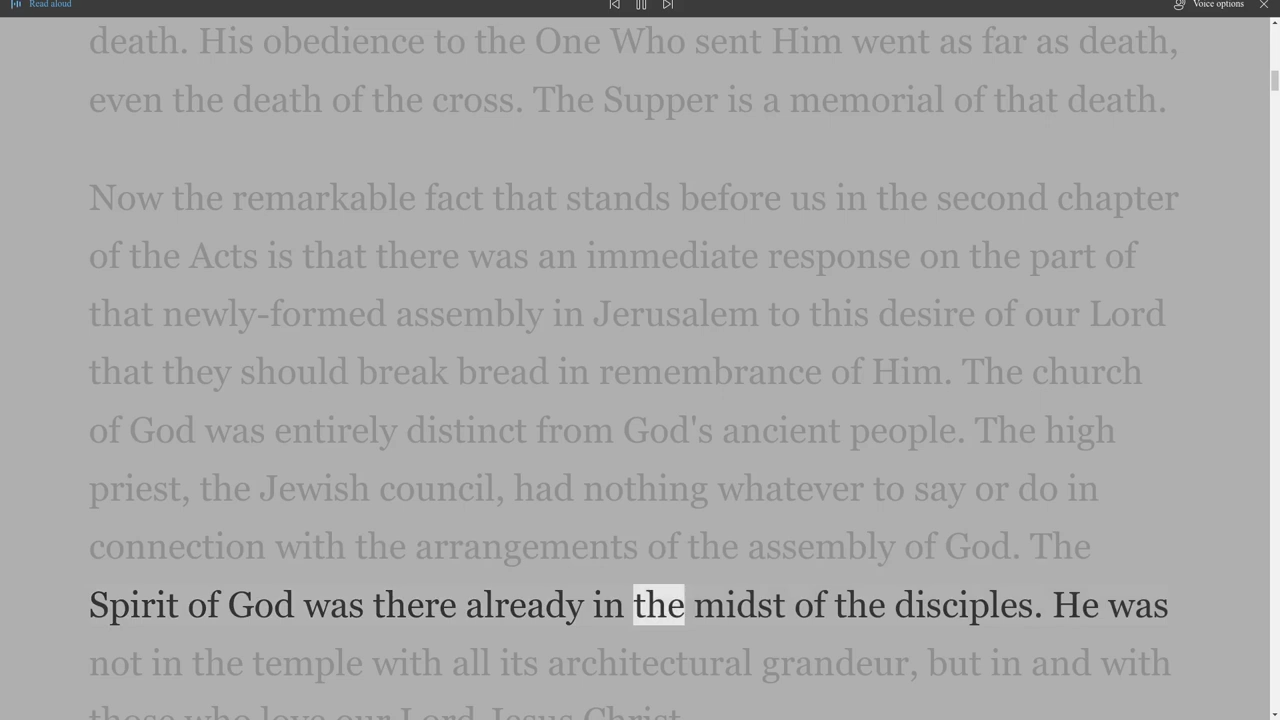 Read aloud
Voice options
death. His obedience to the One Who sent Him went as far as death,
even the death of the cross. The Supper is a memorial of that death.
Now the remarkable fact that stands before us in the second chapter
of the Acts is that there was an immediate response on the part of
that newly-formed assembly in Jerusalem to this desire of our Lord
that they should break bread in remembrance of Him. The church
of God was entirely distinct from God's ancient people. The high
priest, the Jewish council, had nothing whatever to say or do in
connection with the arrangements of the assembly of God. The
Spirit of God was there already in the midst of the disciples. He was
not in the temple with all its architectural grandeur, but in and with
those who love our Lord Jesus Christ.